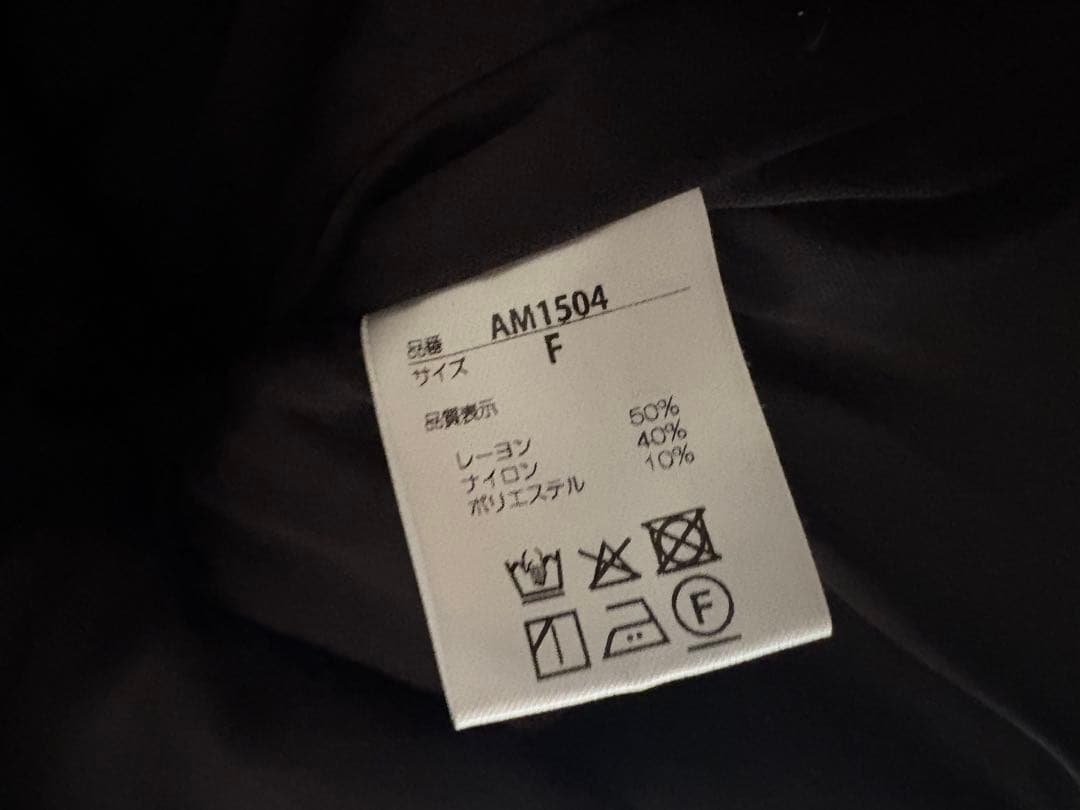 品種 AM1504
サイズ F
品質表示
レーヨン 50%
ナイロン 40%
ポリエステル 10%
F